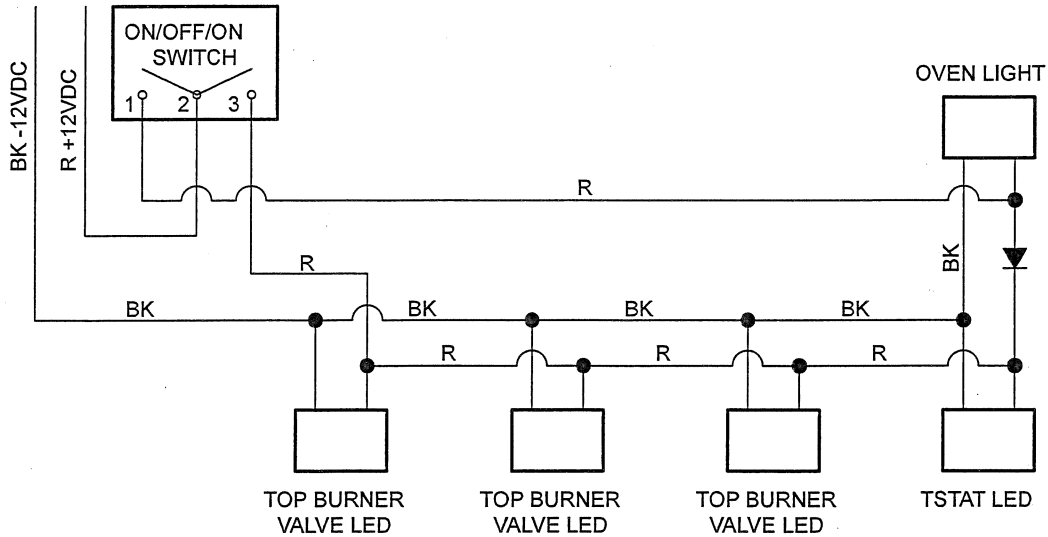 BK -12VDC
R +12VDC
ON/OFF/ON
SWITCH
1 2 3
OVEN LIGHT
R
BK
R
BK BK BK BK
R R R
TOP BURNER
VALVE LED
TOP BURNER
VALVE LED
TOP BURNER
VALVE LED
TSTAT LED